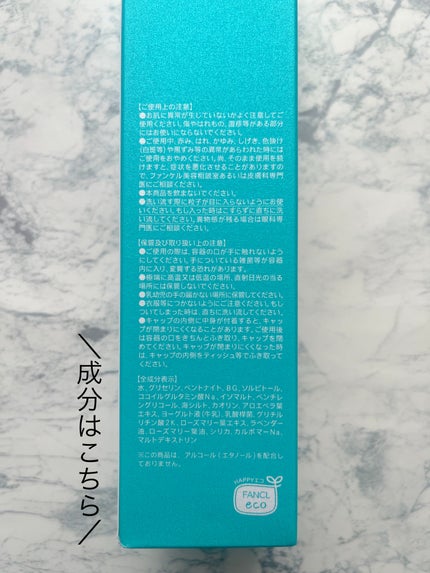 【ご使用上の注意】
●お肌に異常が生じていないかよく注意してご
使用ください。傷やはれもの、湿疹等がある部分
にはお使いにならないでください。
●ご使用中、赤み、はれ、かゆみ、しげき、色抜け
(白斑等)や黒ずみ等の異常があらわれた時には
ご使用をおやめください。尚、そのまま使用を続
けますと、症状を悪化させることがありますの
で、ファンケル美容相談室あるいは皮膚科専門
医にご相談ください。
●本商品を飲まないでください。
●洗い流す際に粒子が目に入らないようにお使
いください。もし入った時はこすらずに直ちに洗
い流してください。異物感が残る場合は眼科専
門医にご相談ください。
【保管及び取り扱い上の注意】
●ご使用の際は、容器の口が手に触れないよう
にしてください。手についている雑菌等が容器
内に入り、変質する恐れがあります。
●極端に高温又は低温の場所、直射日光の当る
場所には保管しないでください。
●乳幼児の手の届かない場所に保管してください。
●衣服等につかないようにご注意ください。もし
ついてしまった時は、直ちに洗い流してください。
●キャップの内側に中身が付着すると、キャッ
プが閉まりにくくなることがあります。ご使用後
は容器の口をきちんとふき取り、キャップを閉
めてください。キャップが閉まりにくくなった時
は、キャップの内側をティッシュ等でふき取って
ください。
【全成分表示】
水、グリセリン、ベントナイト、BG、ソルビトール、
ココイルグルタミン酸Na、イソマルト、ペンチレ
ングリコール、海シルト、カオリン、アロエベラ葉
エキス、ヨーグルト液(牛乳)、乳酸桿菌、グリチル
リチン酸2K、ローズマリー葉エキス、ラベンダー
油、ローズマリー葉油、シリカ、カルボマーNa、
マルトデキストリン
※この商品は、アルコール(エタノール)を配合し
ておりません。
HAPPYエコ
FANCL
eco
＼成分はこちら／